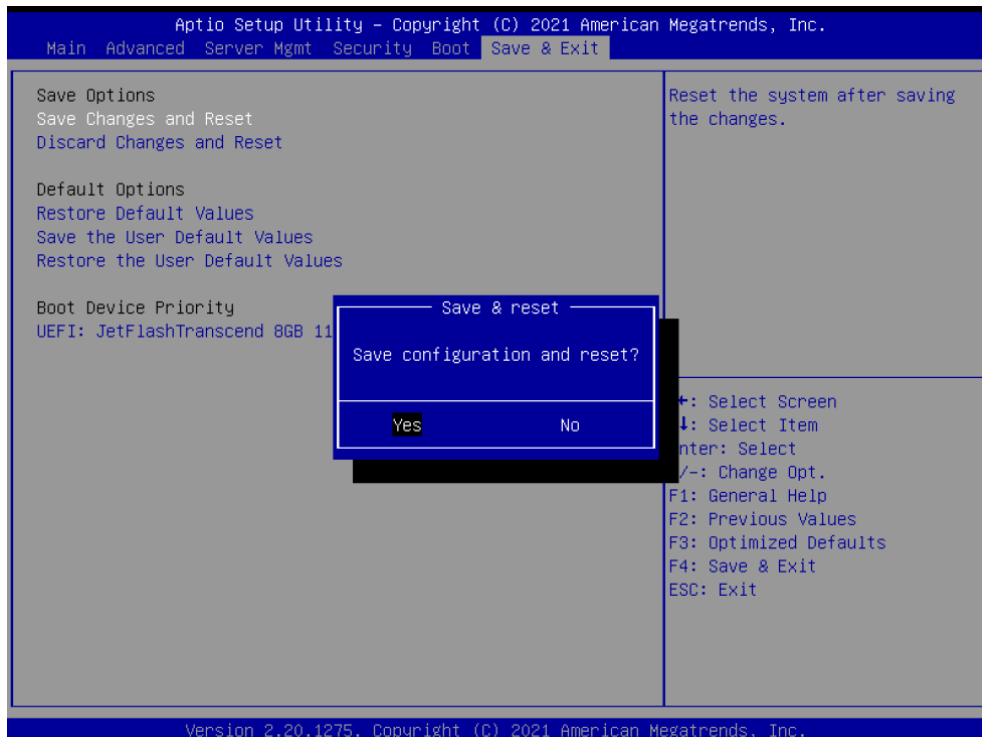 Aptio Setup Utility – Copyright (C) 2021 American Megatrends, Inc.
Main Advanced Server Mgmt Security Boot Save & Exit
Save Options
Save Changes and Reset
Discard Changes and Reset
Default Options
Restore Default Values
Save the User Default Values
Restore the User Default Values
Boot Device Priority
UEFI: JetFlashTranscend 8GB 11
Save & reset
Save configuration and reset?
Yes No
Reset the system after saving
the changes.
: Select Screen
↓: Select Item
nter: Select
/-: Change Opt.
F1: General Help
F2: Previous Values
F3: Optimized Defaults
F4: Save & Exit
ESC: Exit
Version 2.20.1275. Copyright (C) 2021 American Megatrends, Inc.